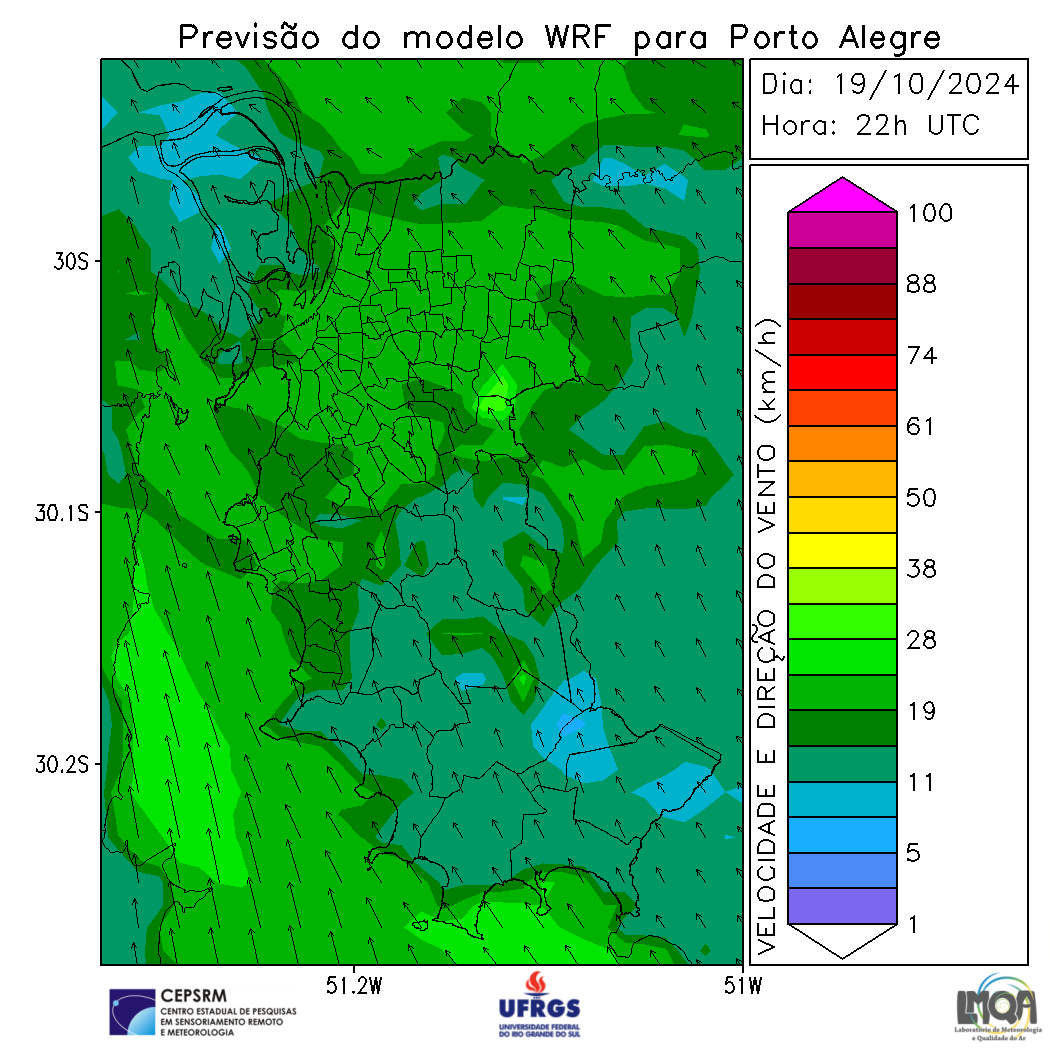 Previsão do modelo WRF para Porto Alegre
Dia: 19/10/2024
Hora: 22h UTC
30S
30.1S
30.2S
51.2W
51W
VELOCIDADE E DIREÇÃO DO VENTO (km/h)
100
88
74
61
50
38
28
19
11
5
1
CEPSRM
CENTRO ESTADUAL DE PESQUISAS
EM SENSORIAMENTO REMOTO
E METEOROLOGIA
UFRGS
UNIVERSIDADE FEDERAL
DO RIO GRANDE DO SUL
LMQA
Laboratório de Meteorologia
e Qualidade do Ar